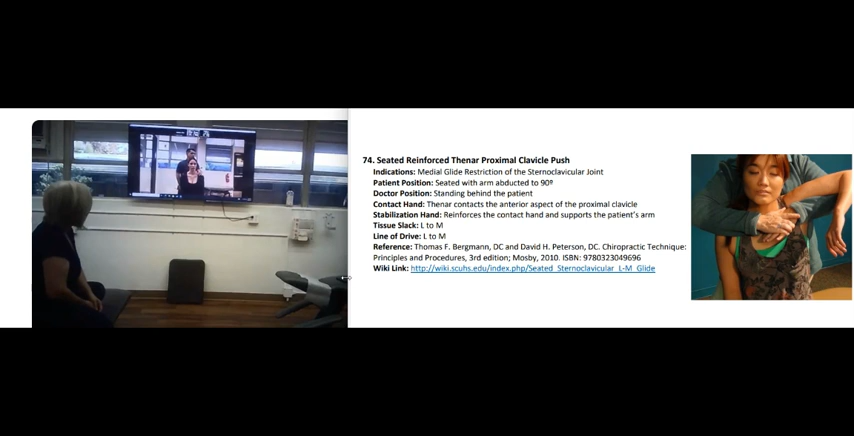 74. Seated Reinforced Thenar Proximal Clavicle Push
Indications: Medial Glide Restriction of the Sternoclavicular Joint
Patient Position: Seated with arm abducted to 90º
Doctor Position: Standing behind the patient
Contact Hand: Thenar contacts the anterior aspect of the proximal clavicle
Stabilization Hand: Reinforces the contact hand and supports the patient's arm
Tissue Slack: L to M
Line of Drive: L to M
Reference: Thomas F. Bergmann, DC and David H. Peterson, DC. Chiropractic Technique:
Principles and Procedures, 3rd edition; Mosby, 2010. ISBN: 9780323049696
Wiki Link: http://wiki.scuhs.edu/index.php/Seated_Sternoclavicular_L-M_Glide